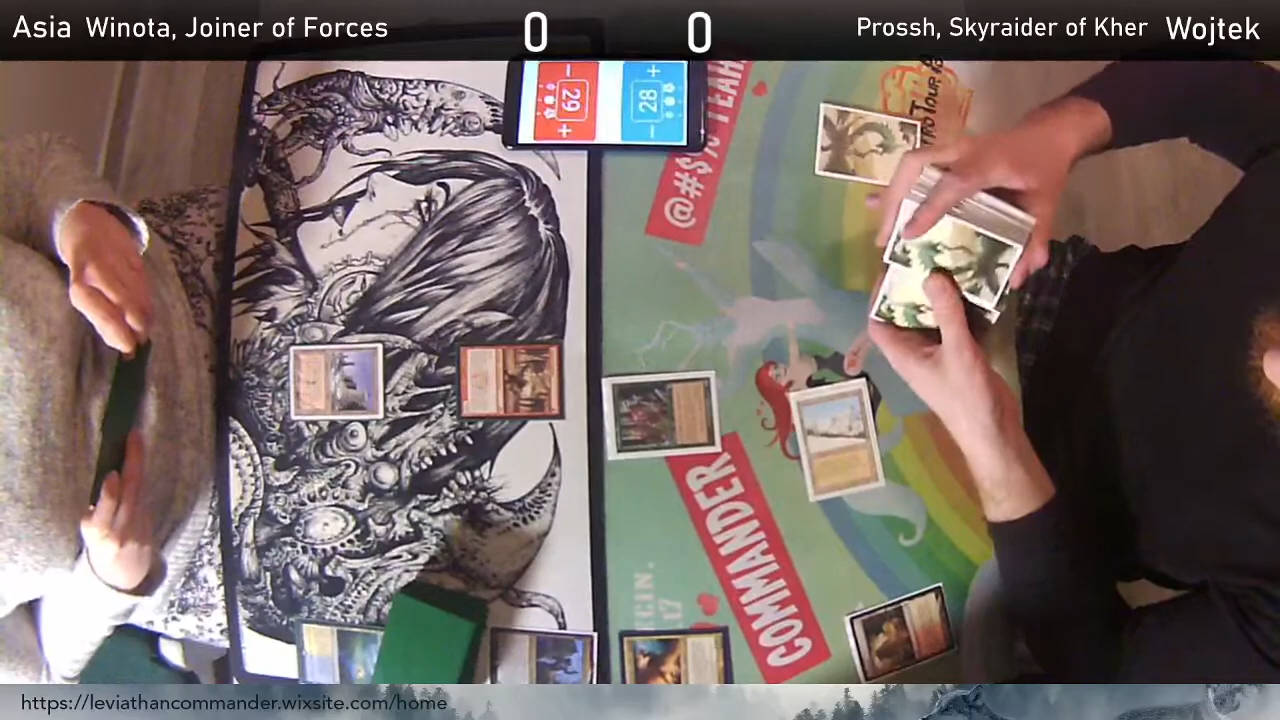 Asia Winota, Joiner of Forces
0 0
Prossh, Skyraider of Kher Wojtek
29
28
@#$% YEAH!
COMMANDER
https://leviathancommander.wixsite.com/home